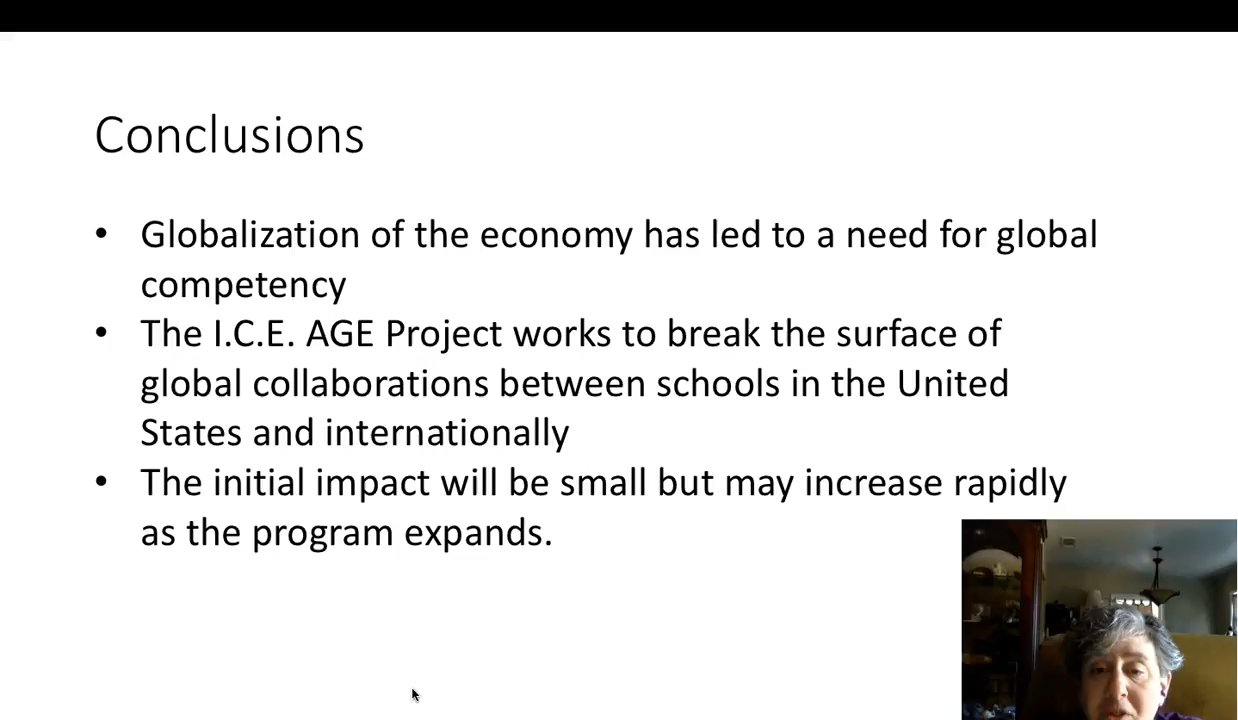 Conclusions
• Globalization of the economy has led to a need for global
competency
• The I.C.E. AGE Project works to break the surface of
global collaborations between schools in the United
States and internationally
• The initial impact will be small but may increase rapidly
as the program expands.